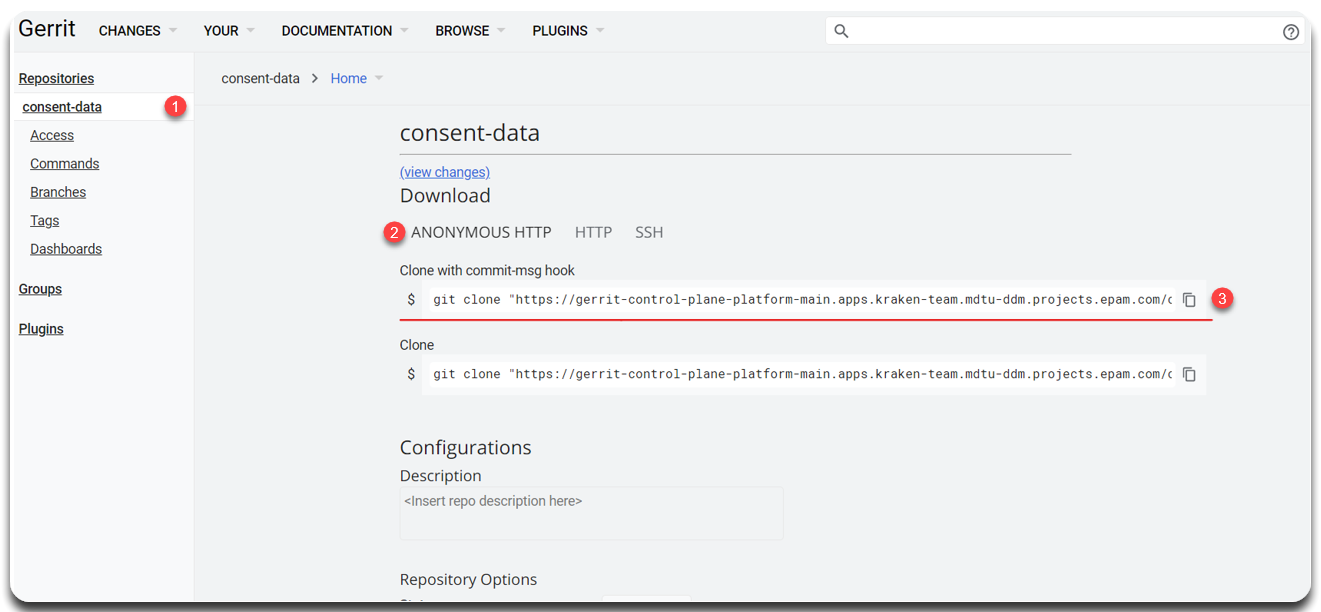 Gerrit CHANGES YOUR DOCUMENTATION BROWSE PLUGINS
Repositories
consent-data 1
Access
Commands
Branches
Tags
Dashboards
Groups
Plugins
consent-data > Home
consent-data
(view changes)
Download
2 ANONYMOUS HTTP HTTP SSH
Clone with commit-msg hook
$ git clone "https://gerrit-control-plane-platform-main.apps.kraken-team.mdtu-ddm.projects.epam.com/c 3
Clone
$ git clone "https://gerrit-control-plane-platform-main.apps.kraken-team.mdtu-ddm.projects.epam.com/c
Configurations
Description
<Insert repo description here>
Repository Options